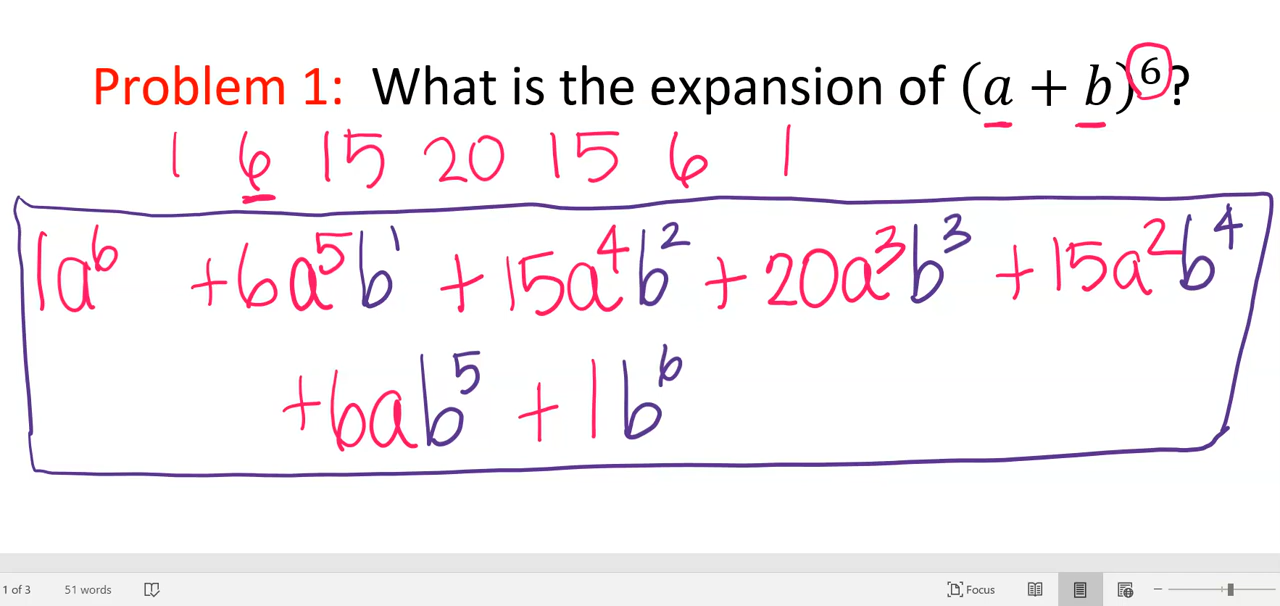 Problem 1: What is the expansion of (a + b)⁶?
1 6 15 20 15 6 1
1a⁶ +6a⁵b¹ +15a⁴b² +20a³b³ +15a²b⁴
+6ab⁵ +1b⁶
1 of 3 51 words Focus